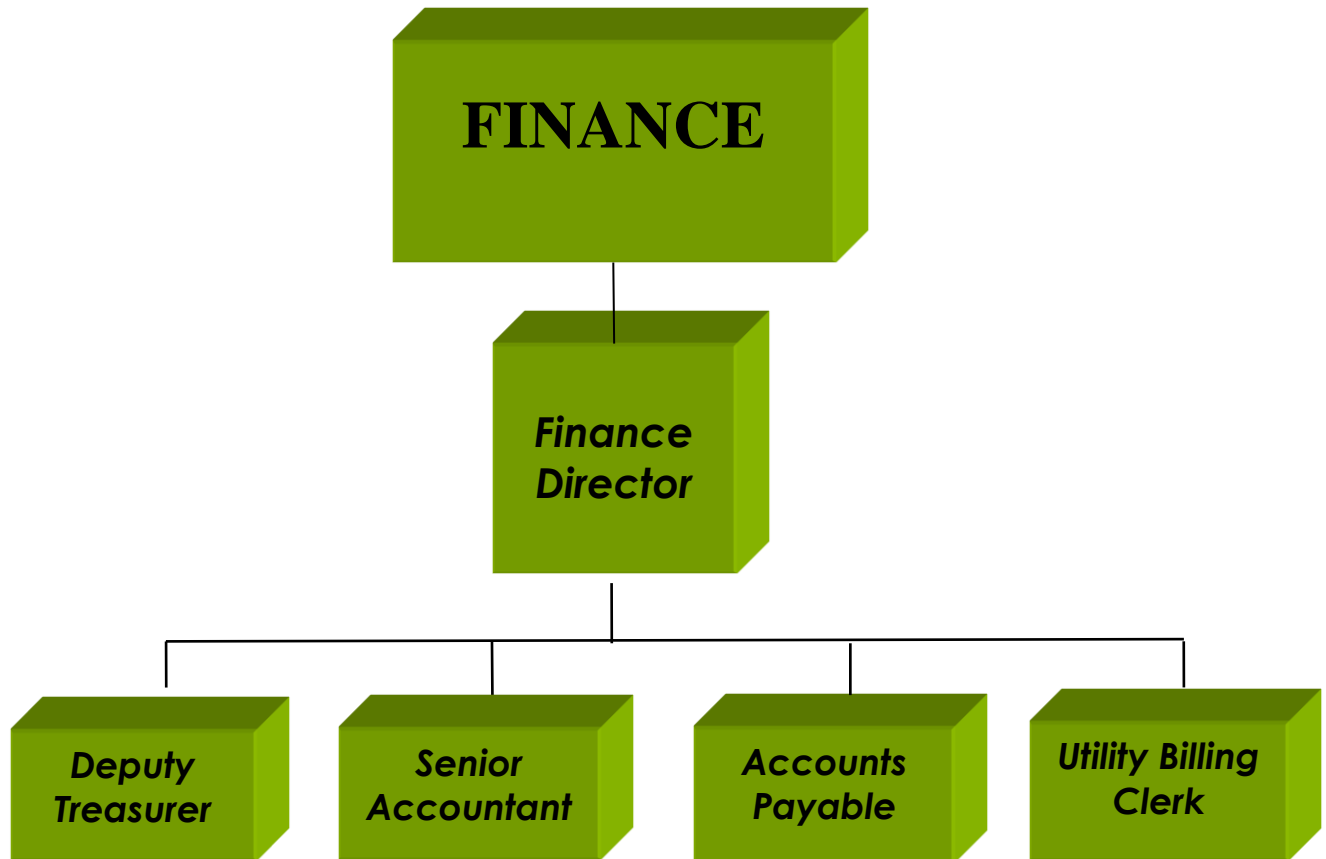 FINANCE
Finance
Director
Deputy
Treasurer
Senior
Accountant
Accounts
Payable
Utility Billing
Clerk